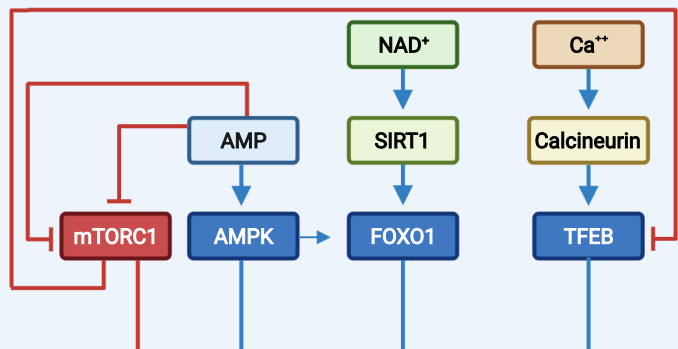 NAD⁺
Ca⁺⁺
AMP
SIRT1
Calcineurin
mTORC1
AMPK
FOXO1
TFEB